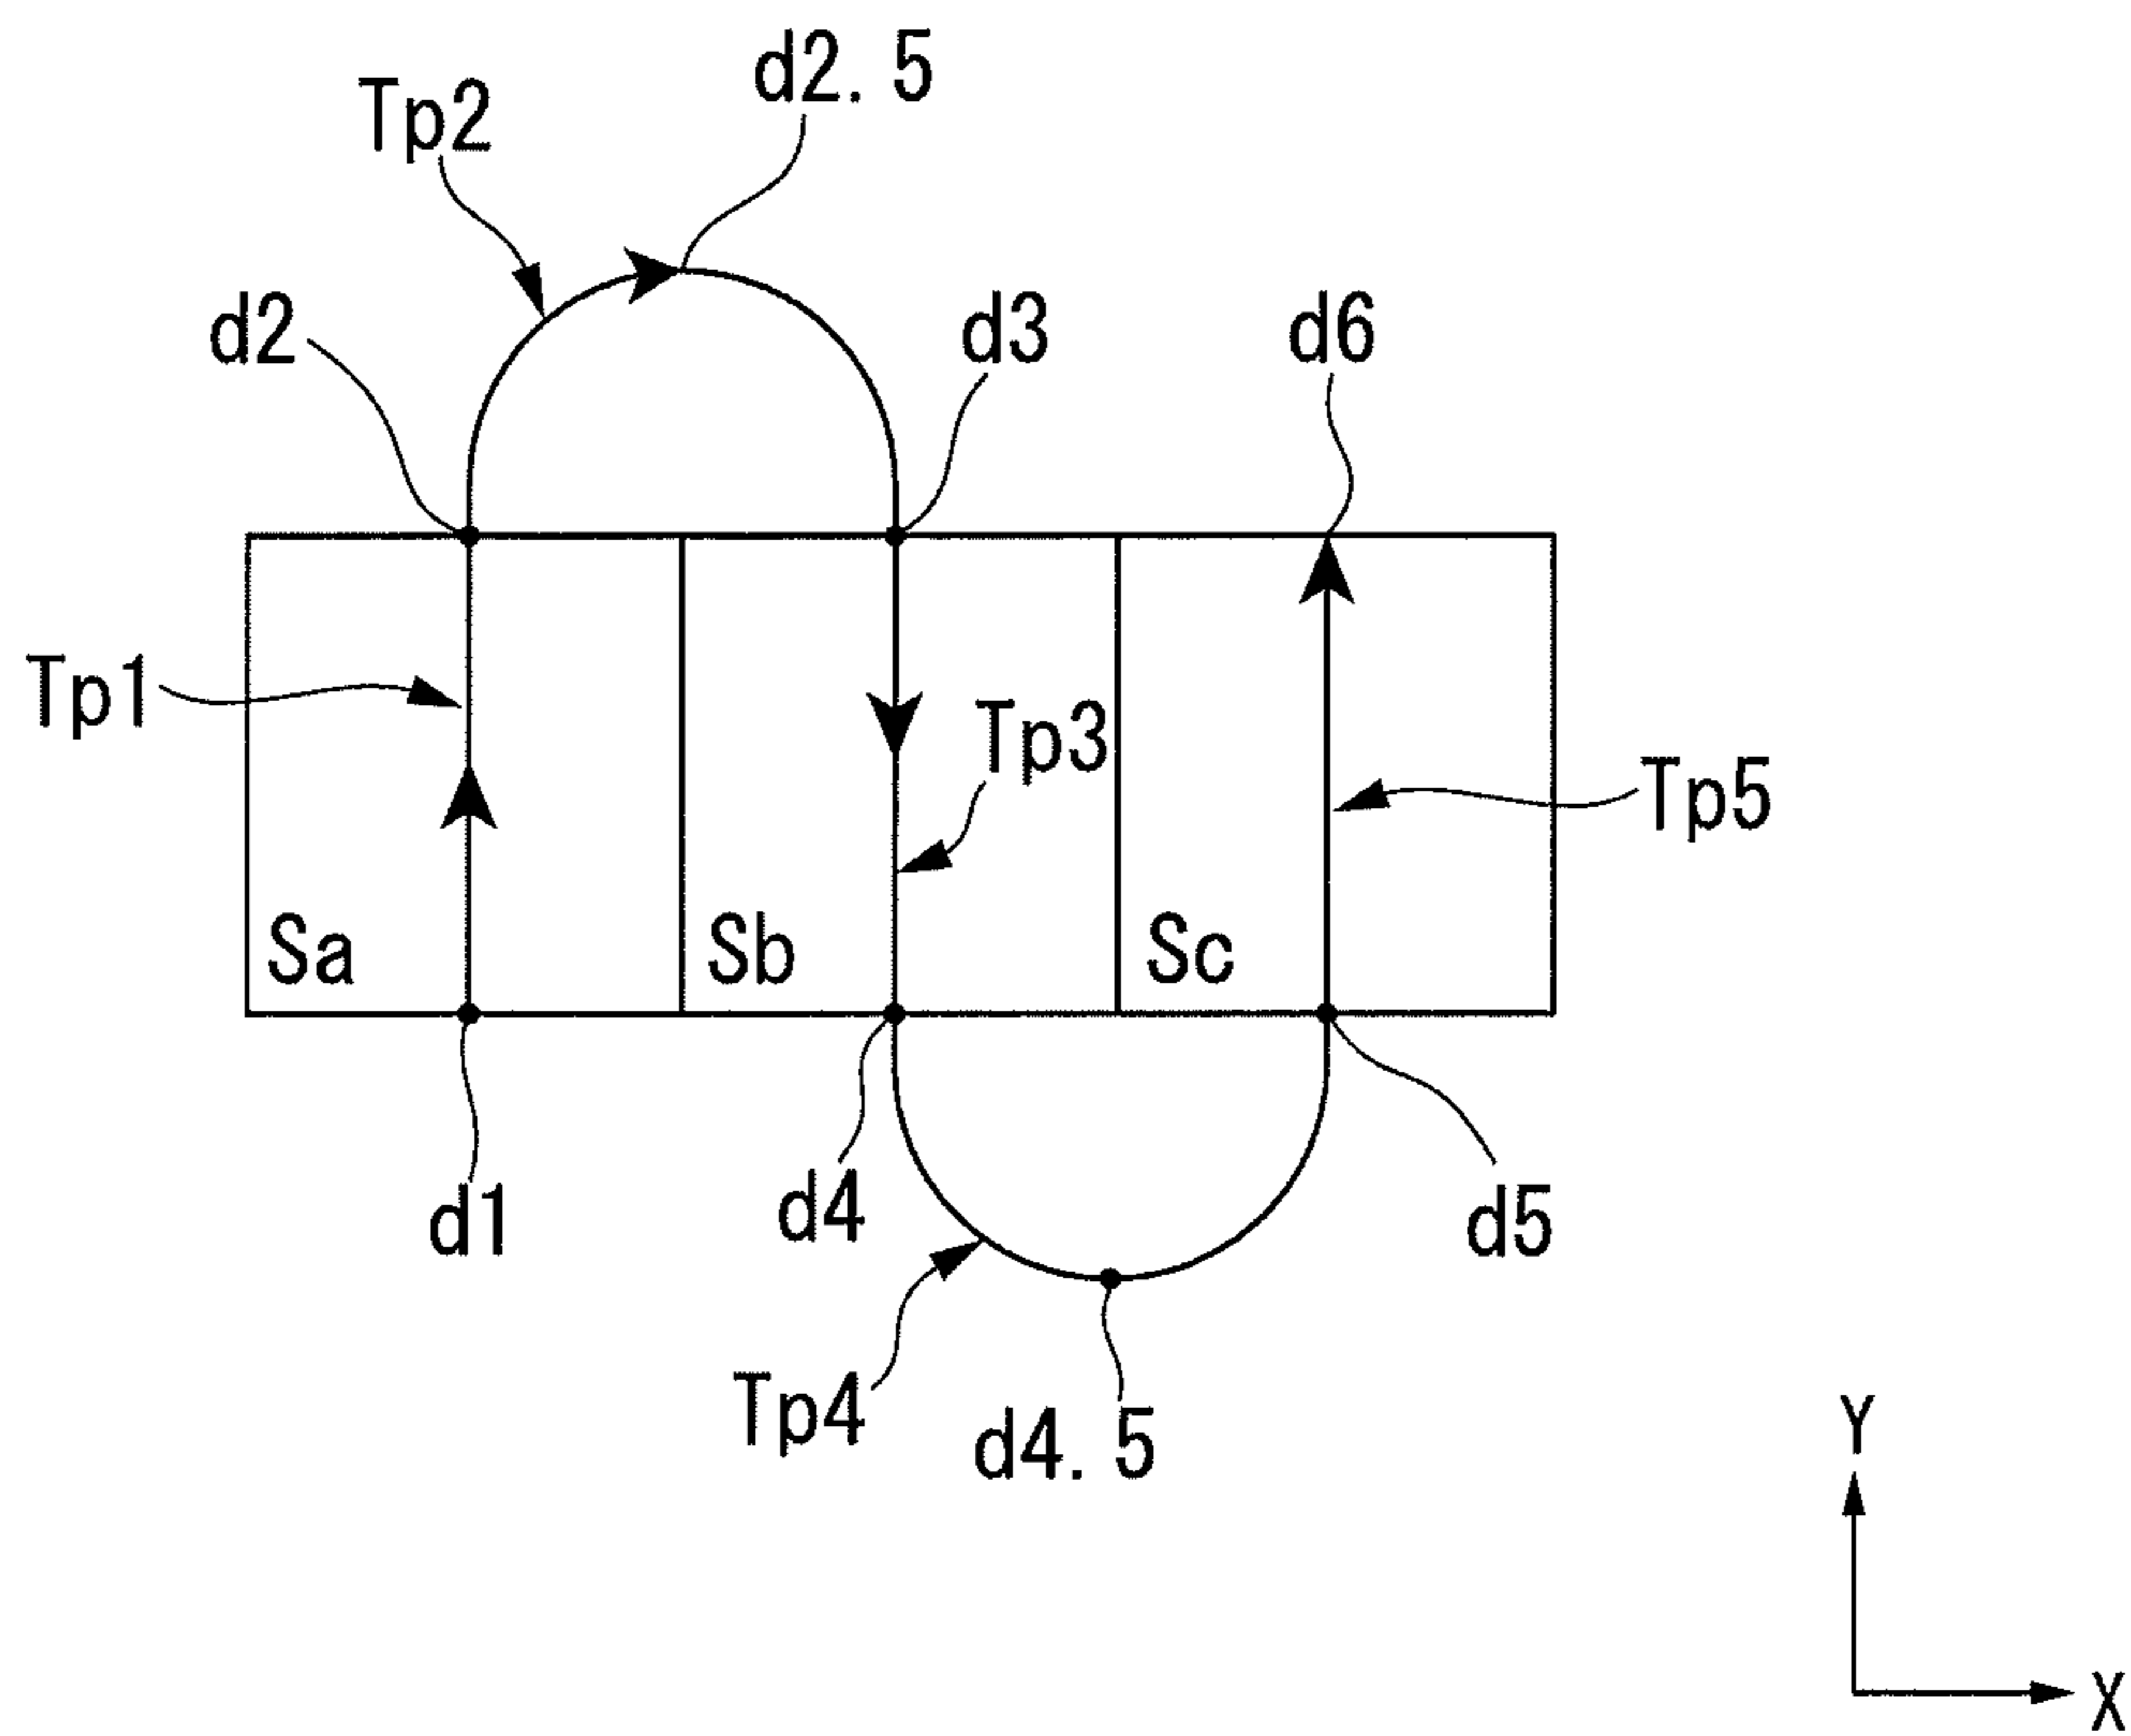 d2. 5
Tp2
d2
d3
d6
Tp1
Tp3
Tp5
Sa
Sb
Sc
d1
d4
d5
Tp4
d4. 5
Y
X